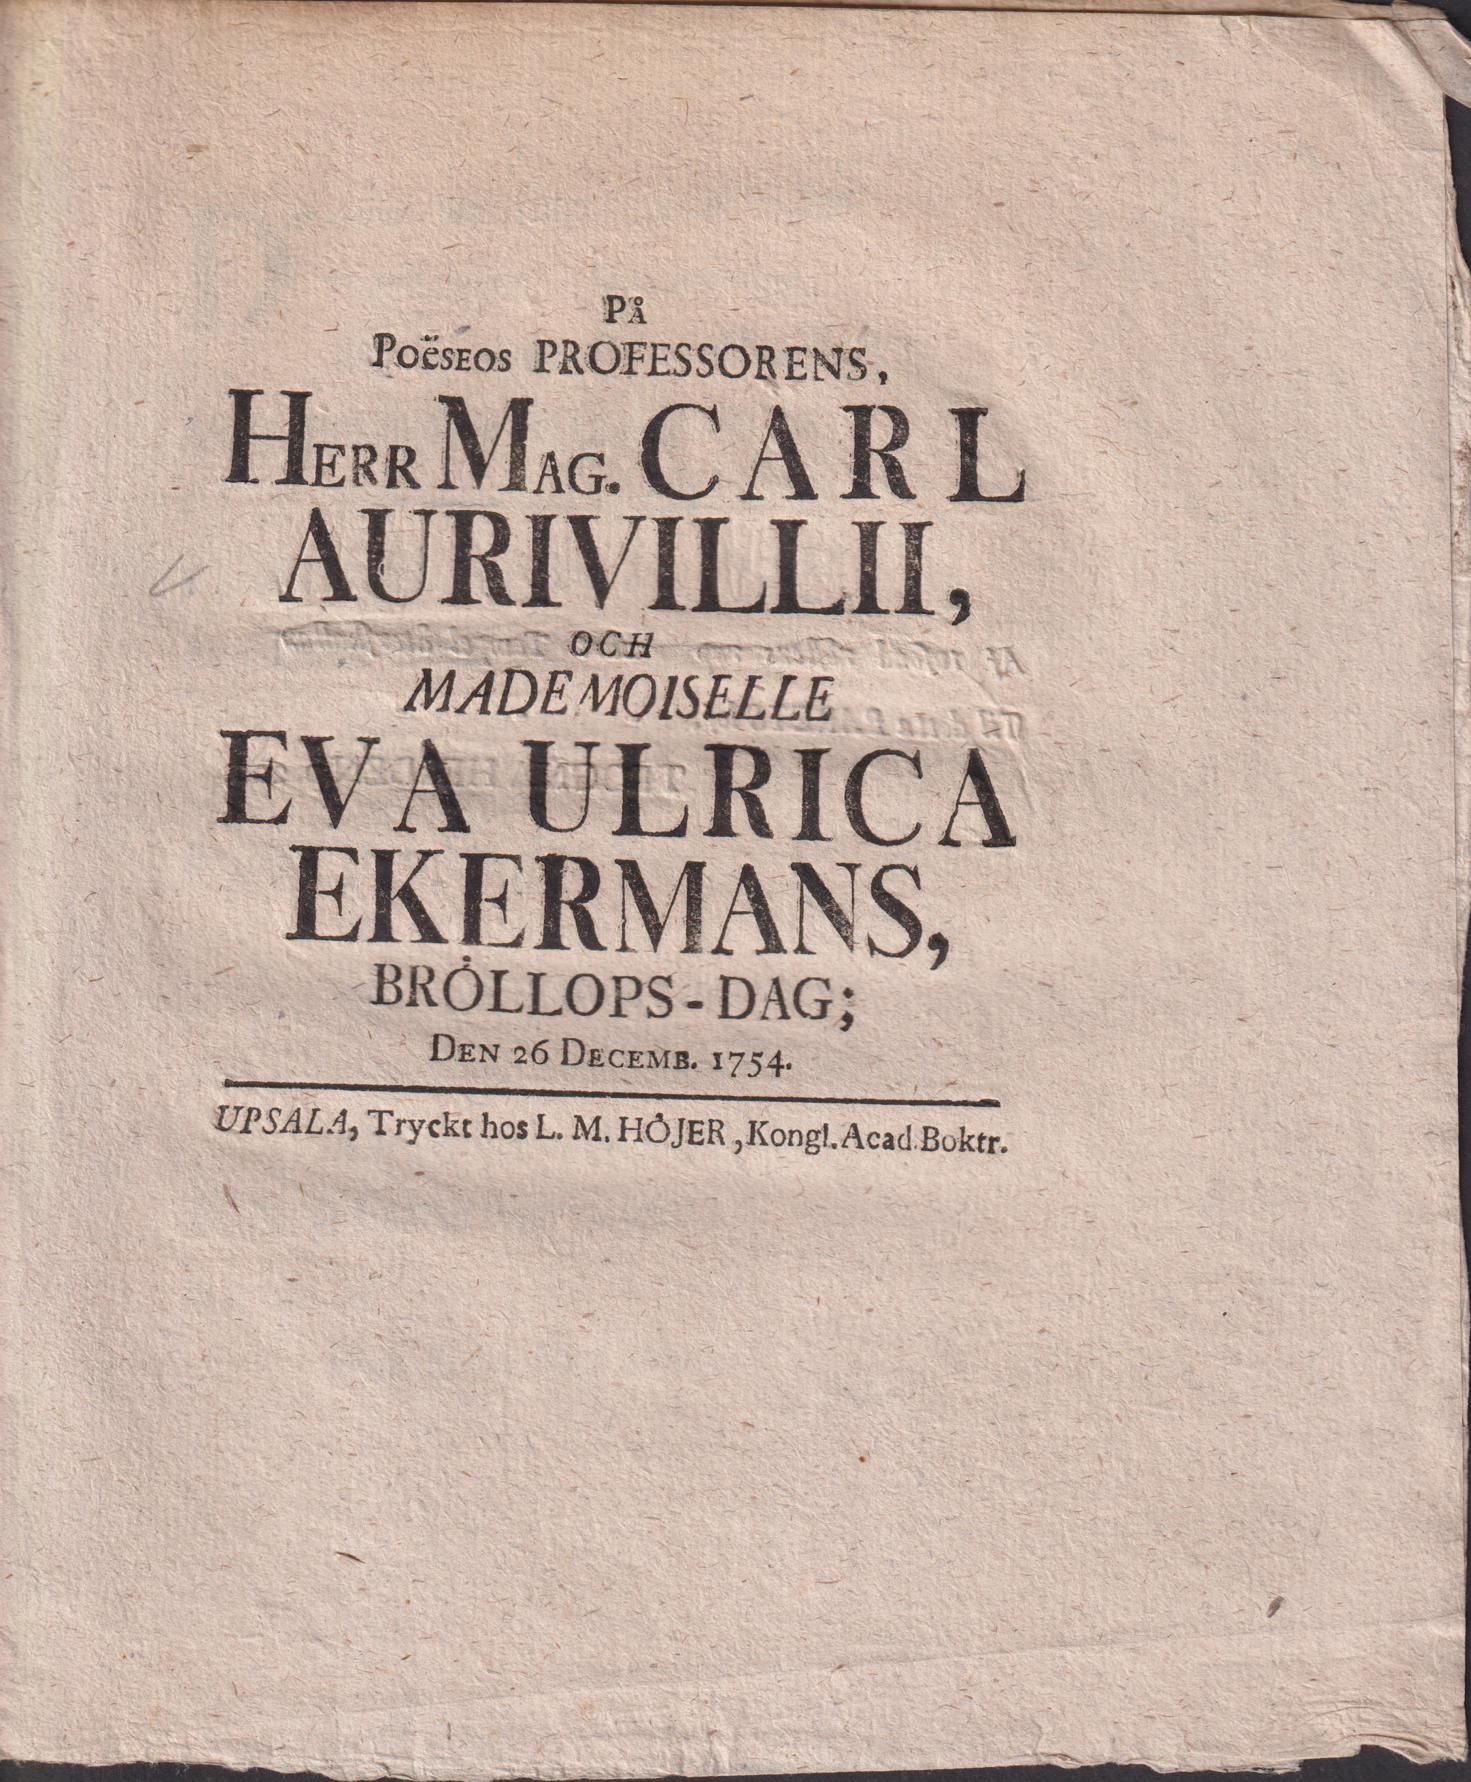 På
Poëseos PROFESSORENS,
HERR MAG. CARL
AURIVILLII,
OCH
MADEMOISELLE
EVA ULRICA
EKERMANS,
BRÖLLOPS-DAG;
DEN 26 DECEMB. 1754.
UPSALA, Tryckt hos L. M. HÖJER, Kongl. Acad. Boktr.